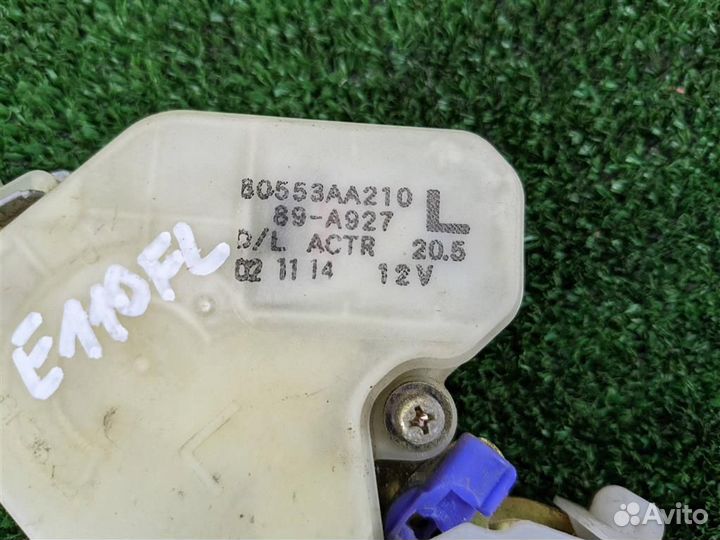 80553AA210
89-A927 L
D/L ACTR 20.5
02 11 14 12V
E110FL
Avito